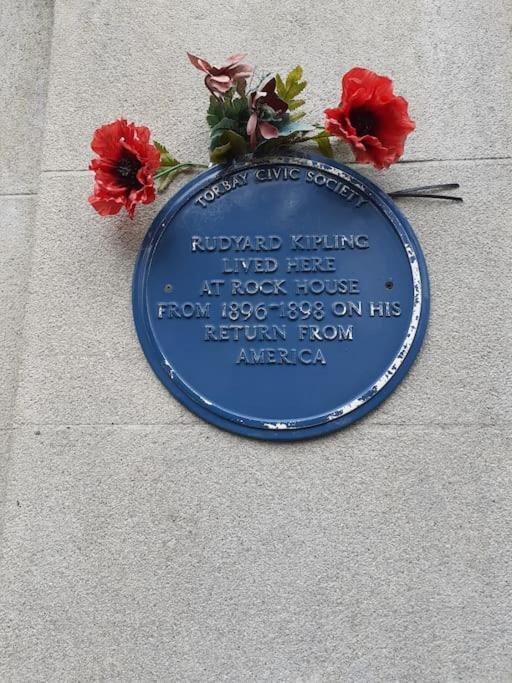 TORBAY CIVIC SOCIETY
RUDYARD KIPLING
LIVED HERE
AT ROCK HOUSE
FROM 1896-1898 ON HIS
RETURN FROM
AMERICA